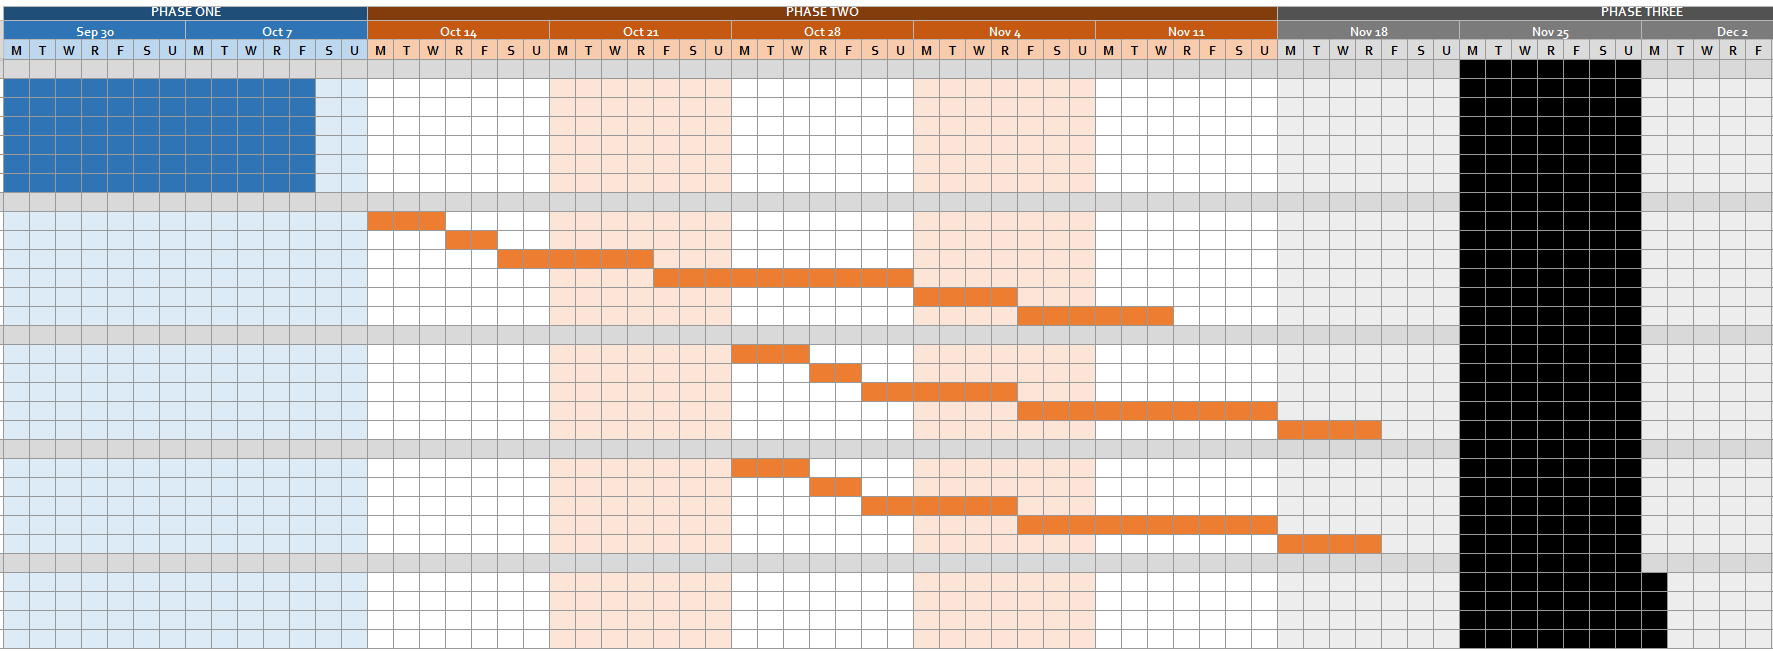 PHASE ONE PHASE TWO PHASE THREE
Sep 30 Oct 7 Oct 14 Oct 21 Oct 28 Nov 4 Nov 11 Nov 18 Nov 25 Dec 2
M T W R F S U M T W R F S U M T W R F S U M T W R F S U M T W R F S U M T W R F S U M T W R F S U M T W R F S U M T W R F S U M T W R F